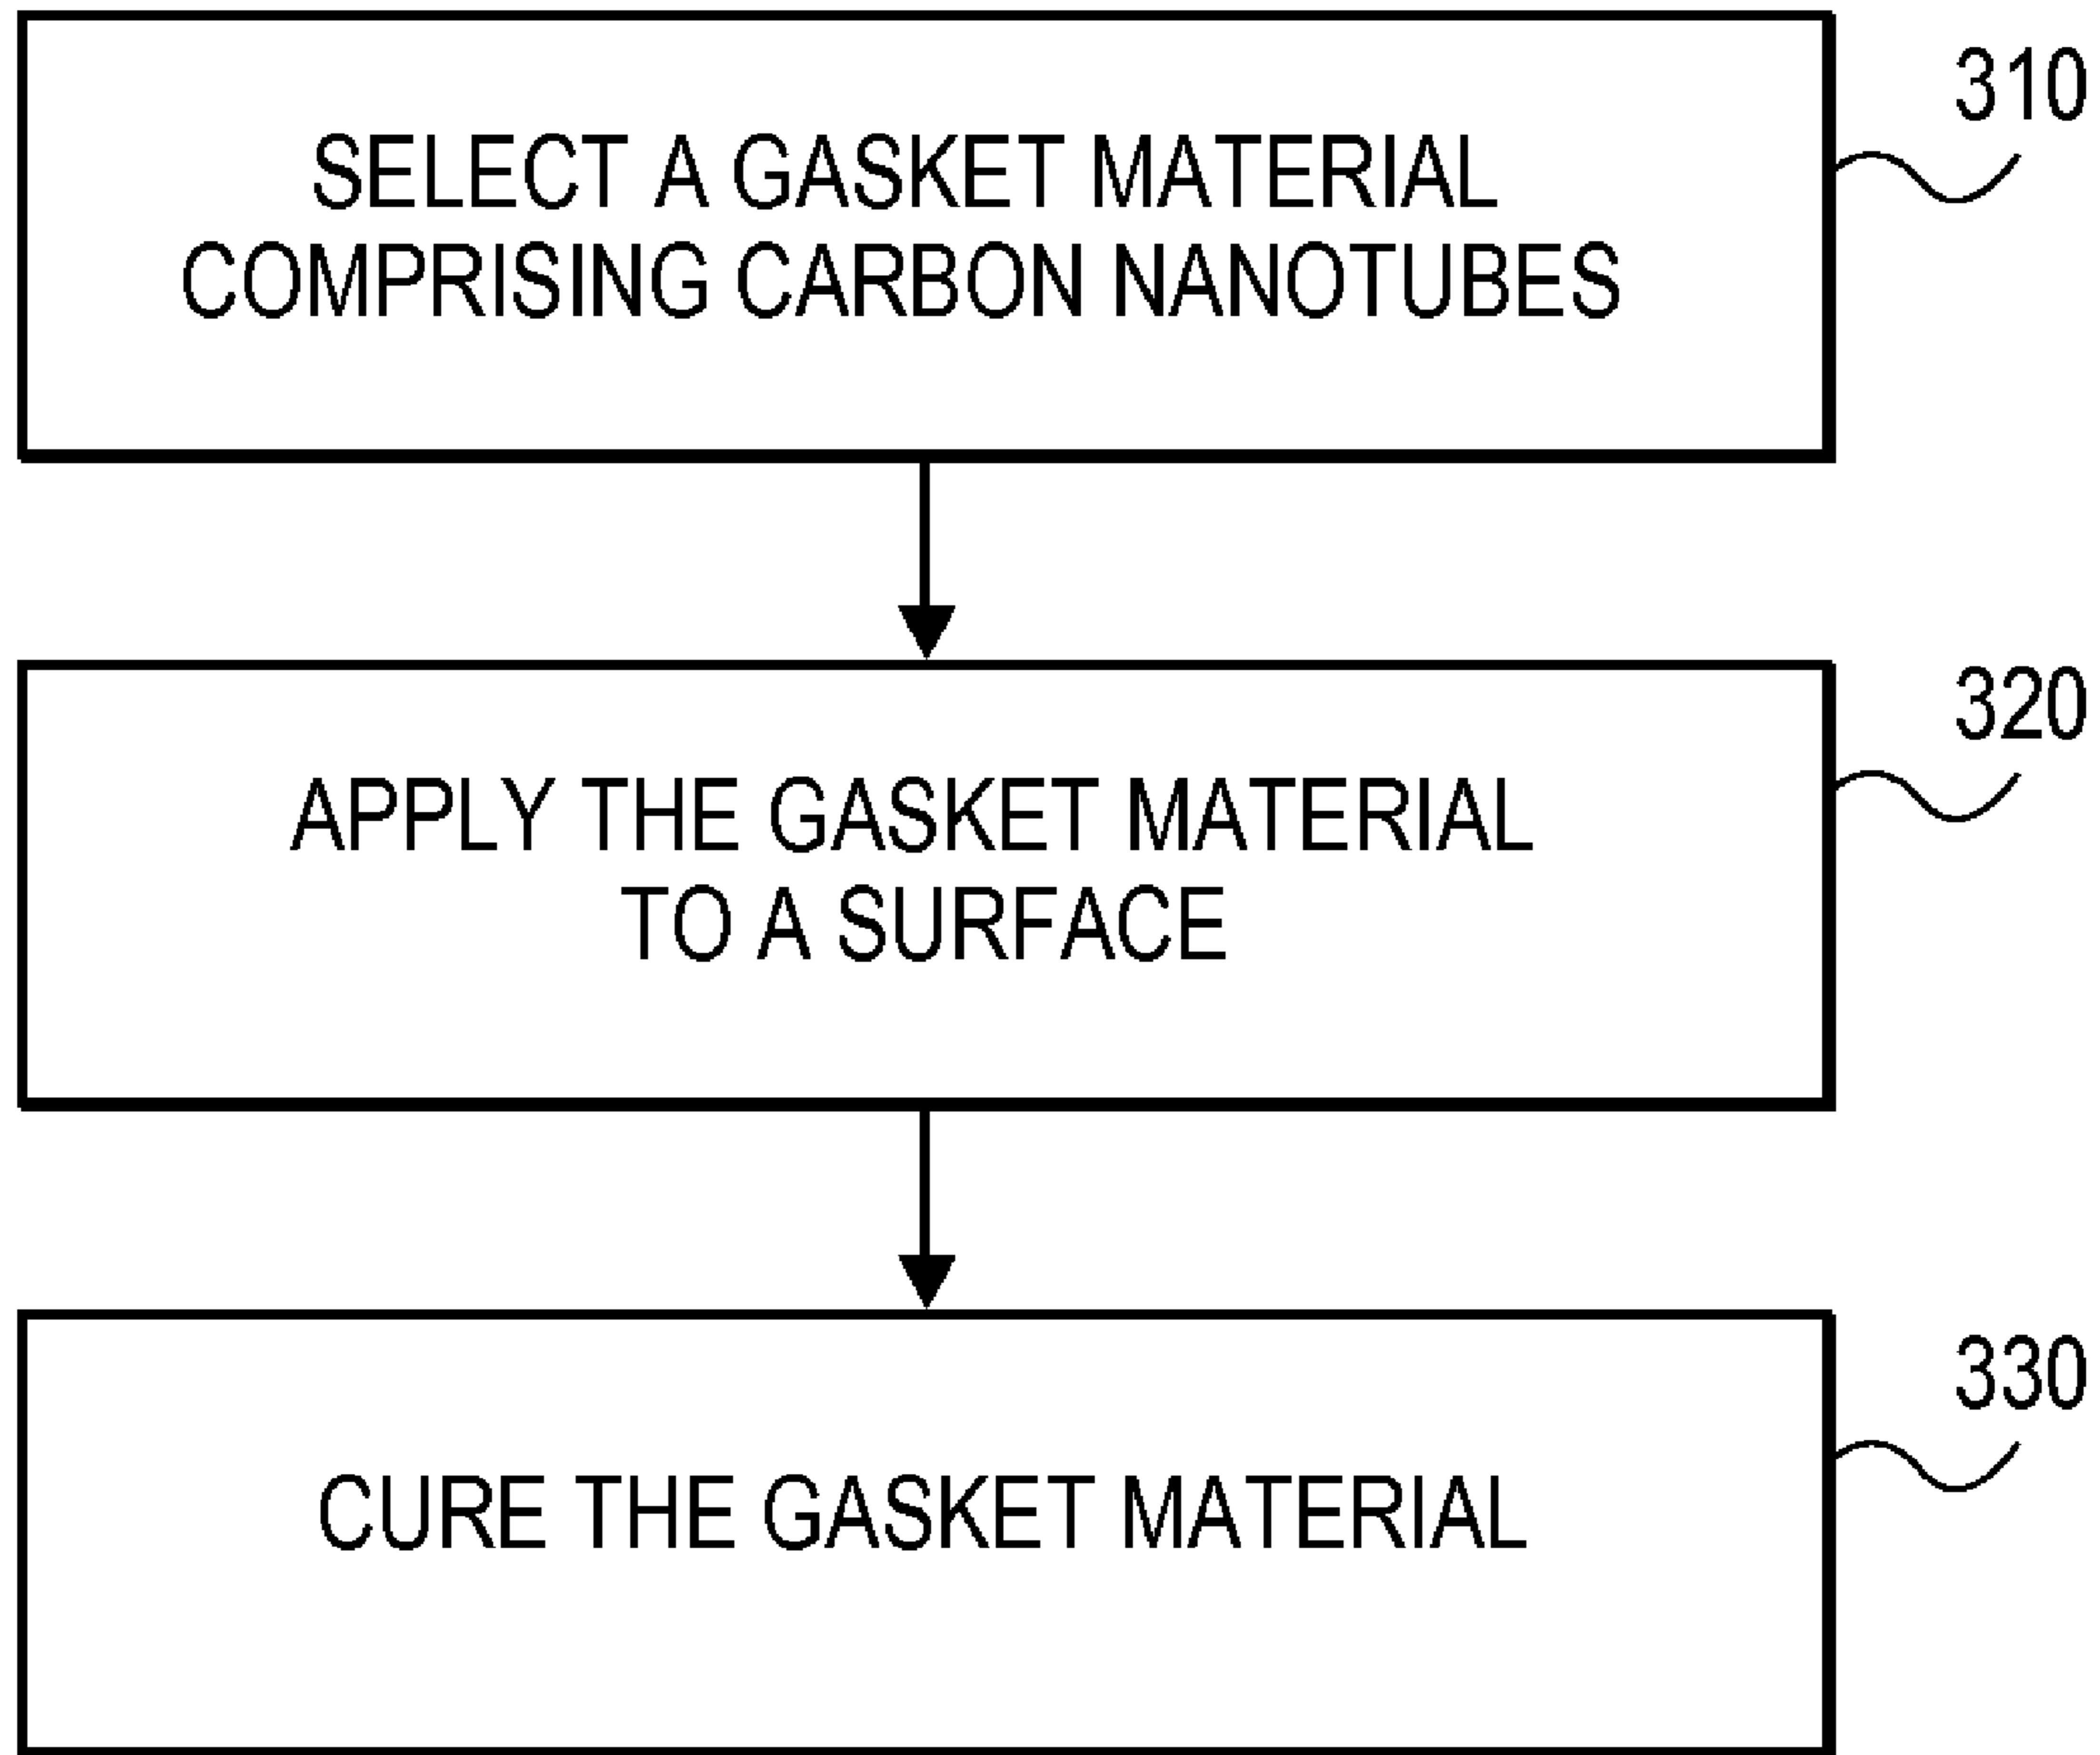 310
SELECT A GASKET MATERIAL
COMPRISING CARBON NANOTUBES
320
APPLY THE GASKET MATERIAL
TO A SURFACE
330
CURE THE GASKET MATERIAL